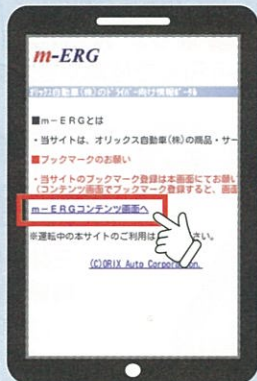 m-ERG
オリックス自動車(株)のドライバー向け情報ポータル
■m－ERGとは
・当サイトは、オリックス自動車(株)の商品・サー
■ブックマークのお願い
・当サイトのブックマーク登録は本画面にてお願い
(コンテンツ画面でブックマーク登録すると、画面
m－ERGコンテンツ画面へ
※運転中の本サイトのご利用は さい。
(C)ORIX Auto Corporation.